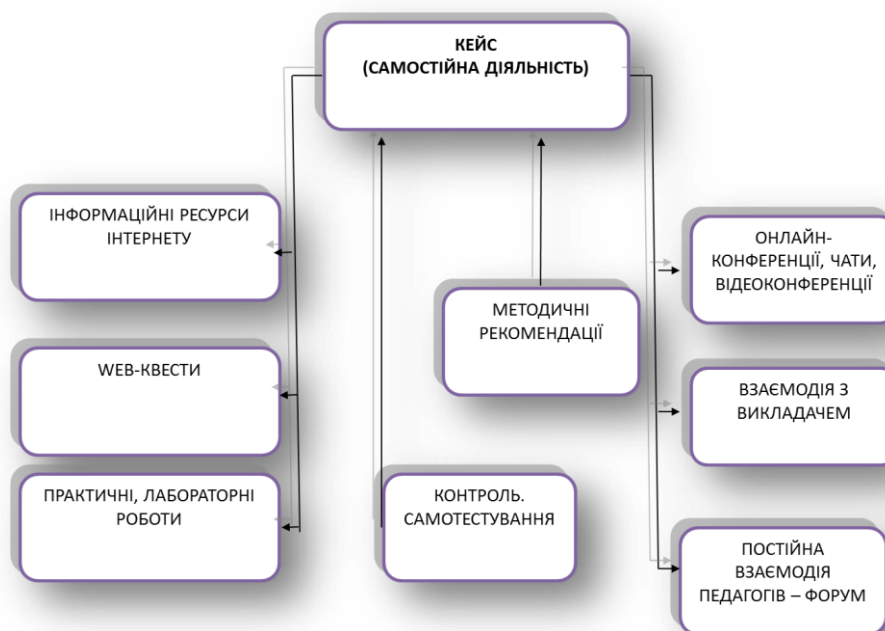 КЕЙС
(САМОСТІЙНА ДІЯЛЬНІСТЬ)
ІНФОРМАЦІЙНІ РЕСУРСИ
ІНТЕРНЕТУ
ОНЛАЙН-
КОНФЕРЕНЦІЇ, ЧАТИ,
ВІДЕОКОНФЕРЕНЦІЇ
МЕТОДИЧНІ
РЕКОМЕНДАЦІЇ
WEB-КВЕСТИ
ВЗАЄМОДІЯ З
ВИКЛАДАЧЕМ
ПРАКТИЧНІ, ЛАБОРАТОРНІ
РОБОТИ
КОНТРОЛЬ.
САМОТЕСТУВАННЯ
ПОСТІЙНА
ВЗАЄМОДІЯ
ПЕДАГОГІВ – ФОРУМ